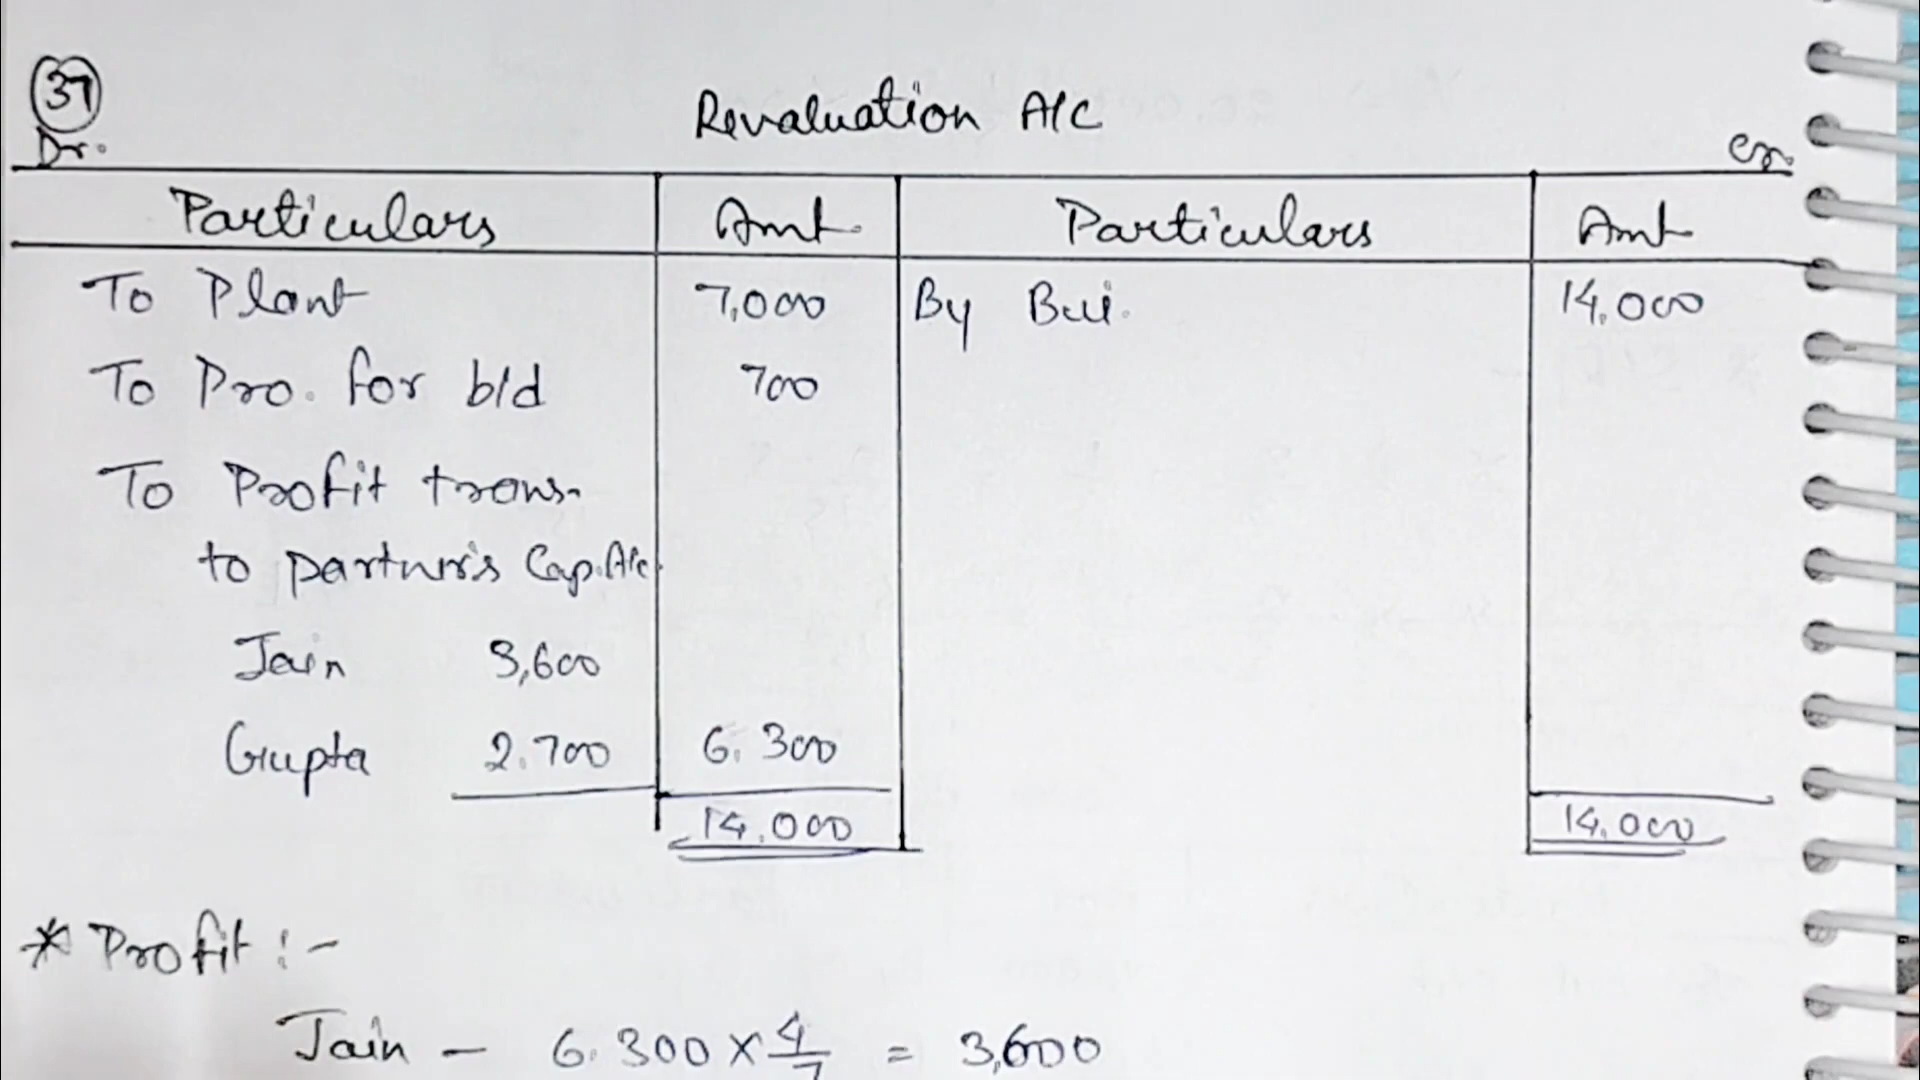 37
Revaluation A/c
Dr. Cr.
Particulars Amt. Particulars Amt
To Plant 7,000 By Bui. 14,000
To Pro. for b/d 700
To Profit trans.
to partner's Cap. A/c
Jain 3,600
Gupta 2,700 6,300
14,000 14,000
* Profit :-
Jain - 6,300 × 4/7 = 3,600